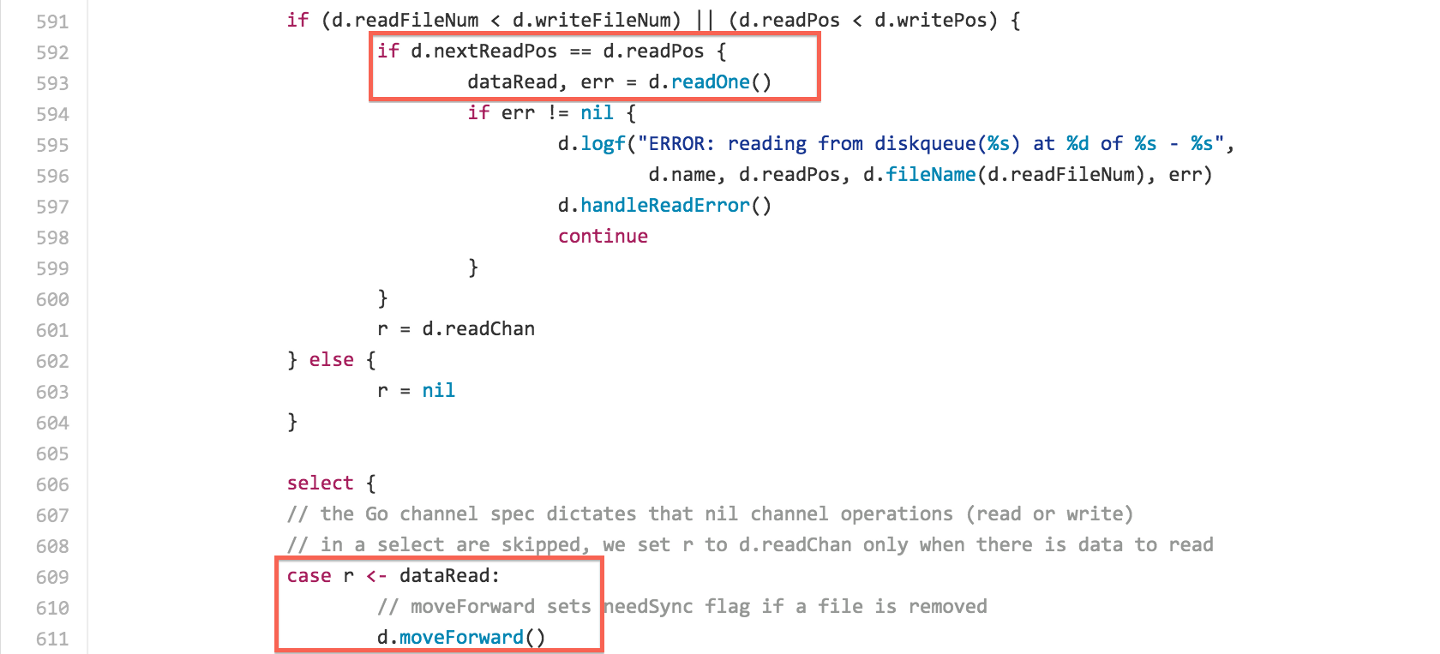 591 if (d.readFileNum < d.writeFileNum) || (d.readPos < d.writePos) {
592 if d.nextReadPos == d.readPos {
593 dataRead, err = d.readOne()
594 if err != nil {
595 d.logf("ERROR: reading from diskqueue(%s) at %d of %s - %s",
596 d.name, d.readPos, d.fileName(d.readFileNum), err)
597 d.handleReadError()
598 continue
599 }
600 }
601 r = d.readChan
602 } else {
603 r = nil
604 }
605
606 select {
607 // the Go channel spec dictates that nil channel operations (read or write)
608 // in a select are skipped, we set r to d.readChan only when there is data to read
609 case r <- dataRead:
610 // moveForward sets needSync flag if a file is removed
611 d.moveForward()